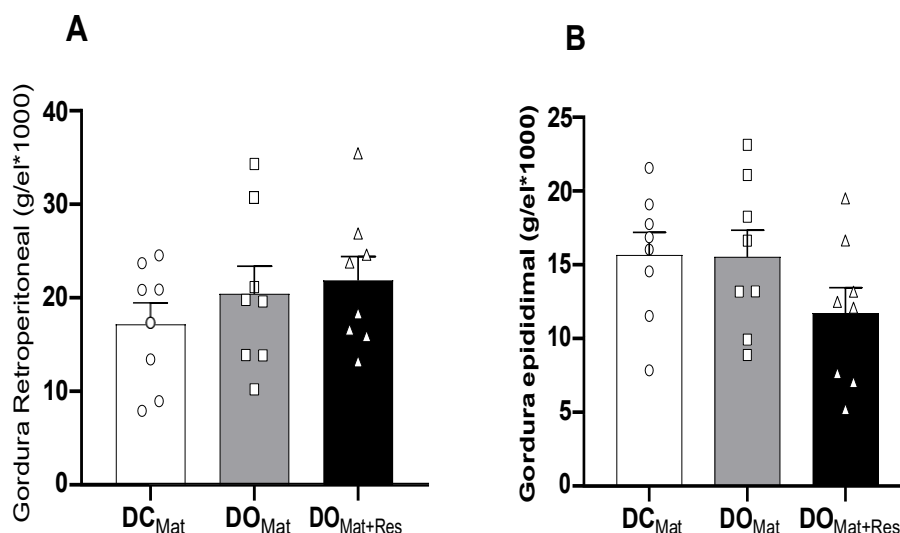 A
Gordura Retroperitoneal (g/el*1000)
40
30
20
10
0
DCMat DOMat DOMat+Res
B
Gordura epididimal (g/el*1000)
25
20
15
10
5
0
DCMat DOMat DOMat+Res